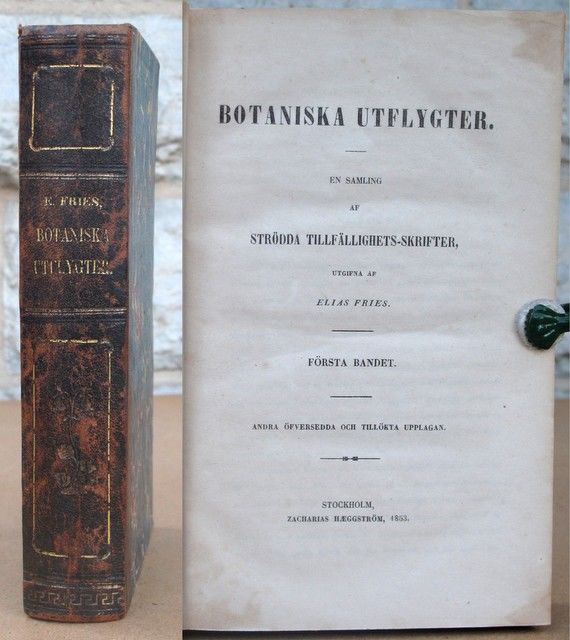 E. FRIES,
BOTANISKA
UTFLYGTER.
BOTANISKA UTFLYGTER.
EN SAMLING
AF
STRÖDDA TILLFÄLLIGHETS-SKRIFTER,
UTGIFNA AF
ELIAS FRIES.
FÖRSTA BANDET.
ANDRA ÖFVERSEDDA OCH TILLÖKTA UPPLAGAN.
STOCKHOLM,
ZACHARIAS HÆGGSTRÖM, 1853.